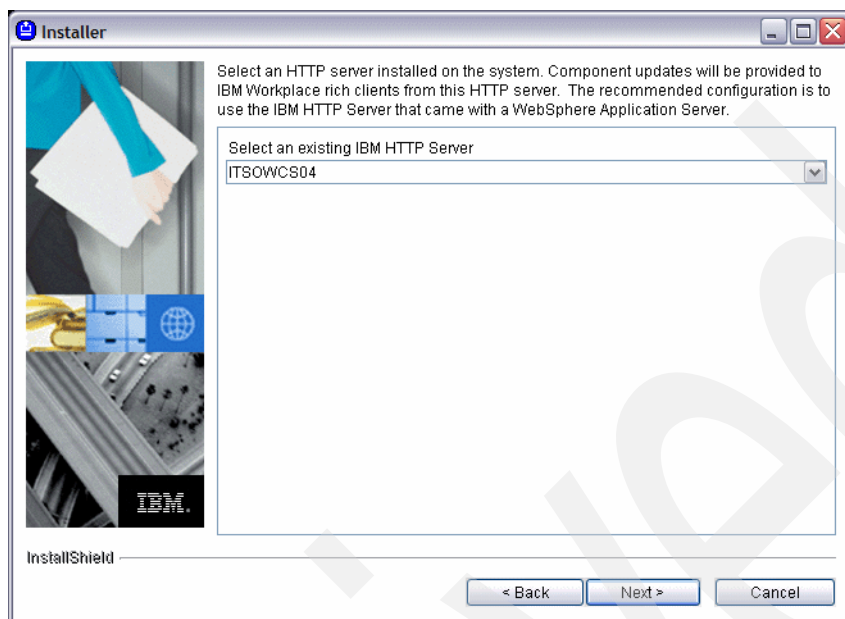 Installer
Select an HTTP server installed on the system. Component updates will be provided to
IBM Workplace rich clients from this HTTP server. The recommended configuration is to
use the IBM HTTP Server that came with a WebSphere Application Server.
Select an existing IBM HTTP Server
ITSOWCS04
IBM.
InstallShield
< Back
Next >
Cancel